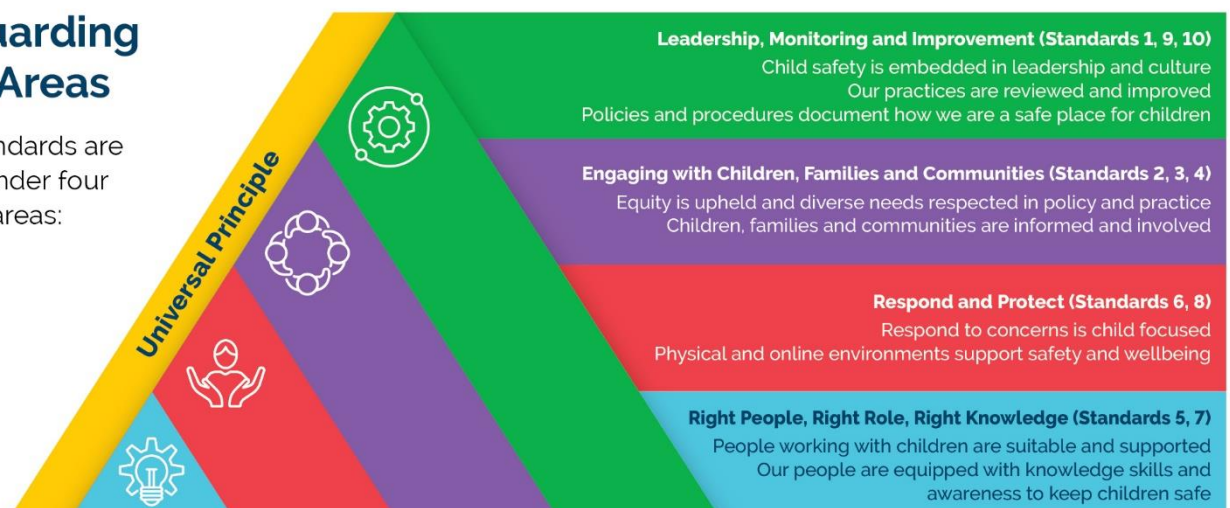 Areas
are
under four
areas:
Universal Principle
Leadership, Monitoring and Improvement (Standards 1, 9, 10)
Child safety is embedded in leadership and culture
Our practices are reviewed and improved
Policies and procedures document how we are a safe place for children
Engaging with Children, Families and Communities (Standards 2, 3, 4)
Equity is upheld and diverse needs respected in policy and practice
Children, families and communities are informed and involved
Respond and Protect (Standards 6, 8)
Respond to concerns is child focused
Physical and online environments support safety and wellbeing
Right People, Right Role, Right Knowledge (Standards 5, 7)
People working with children are suitable and supported
Our people are equipped with knowledge skills and
awareness to keep children safe